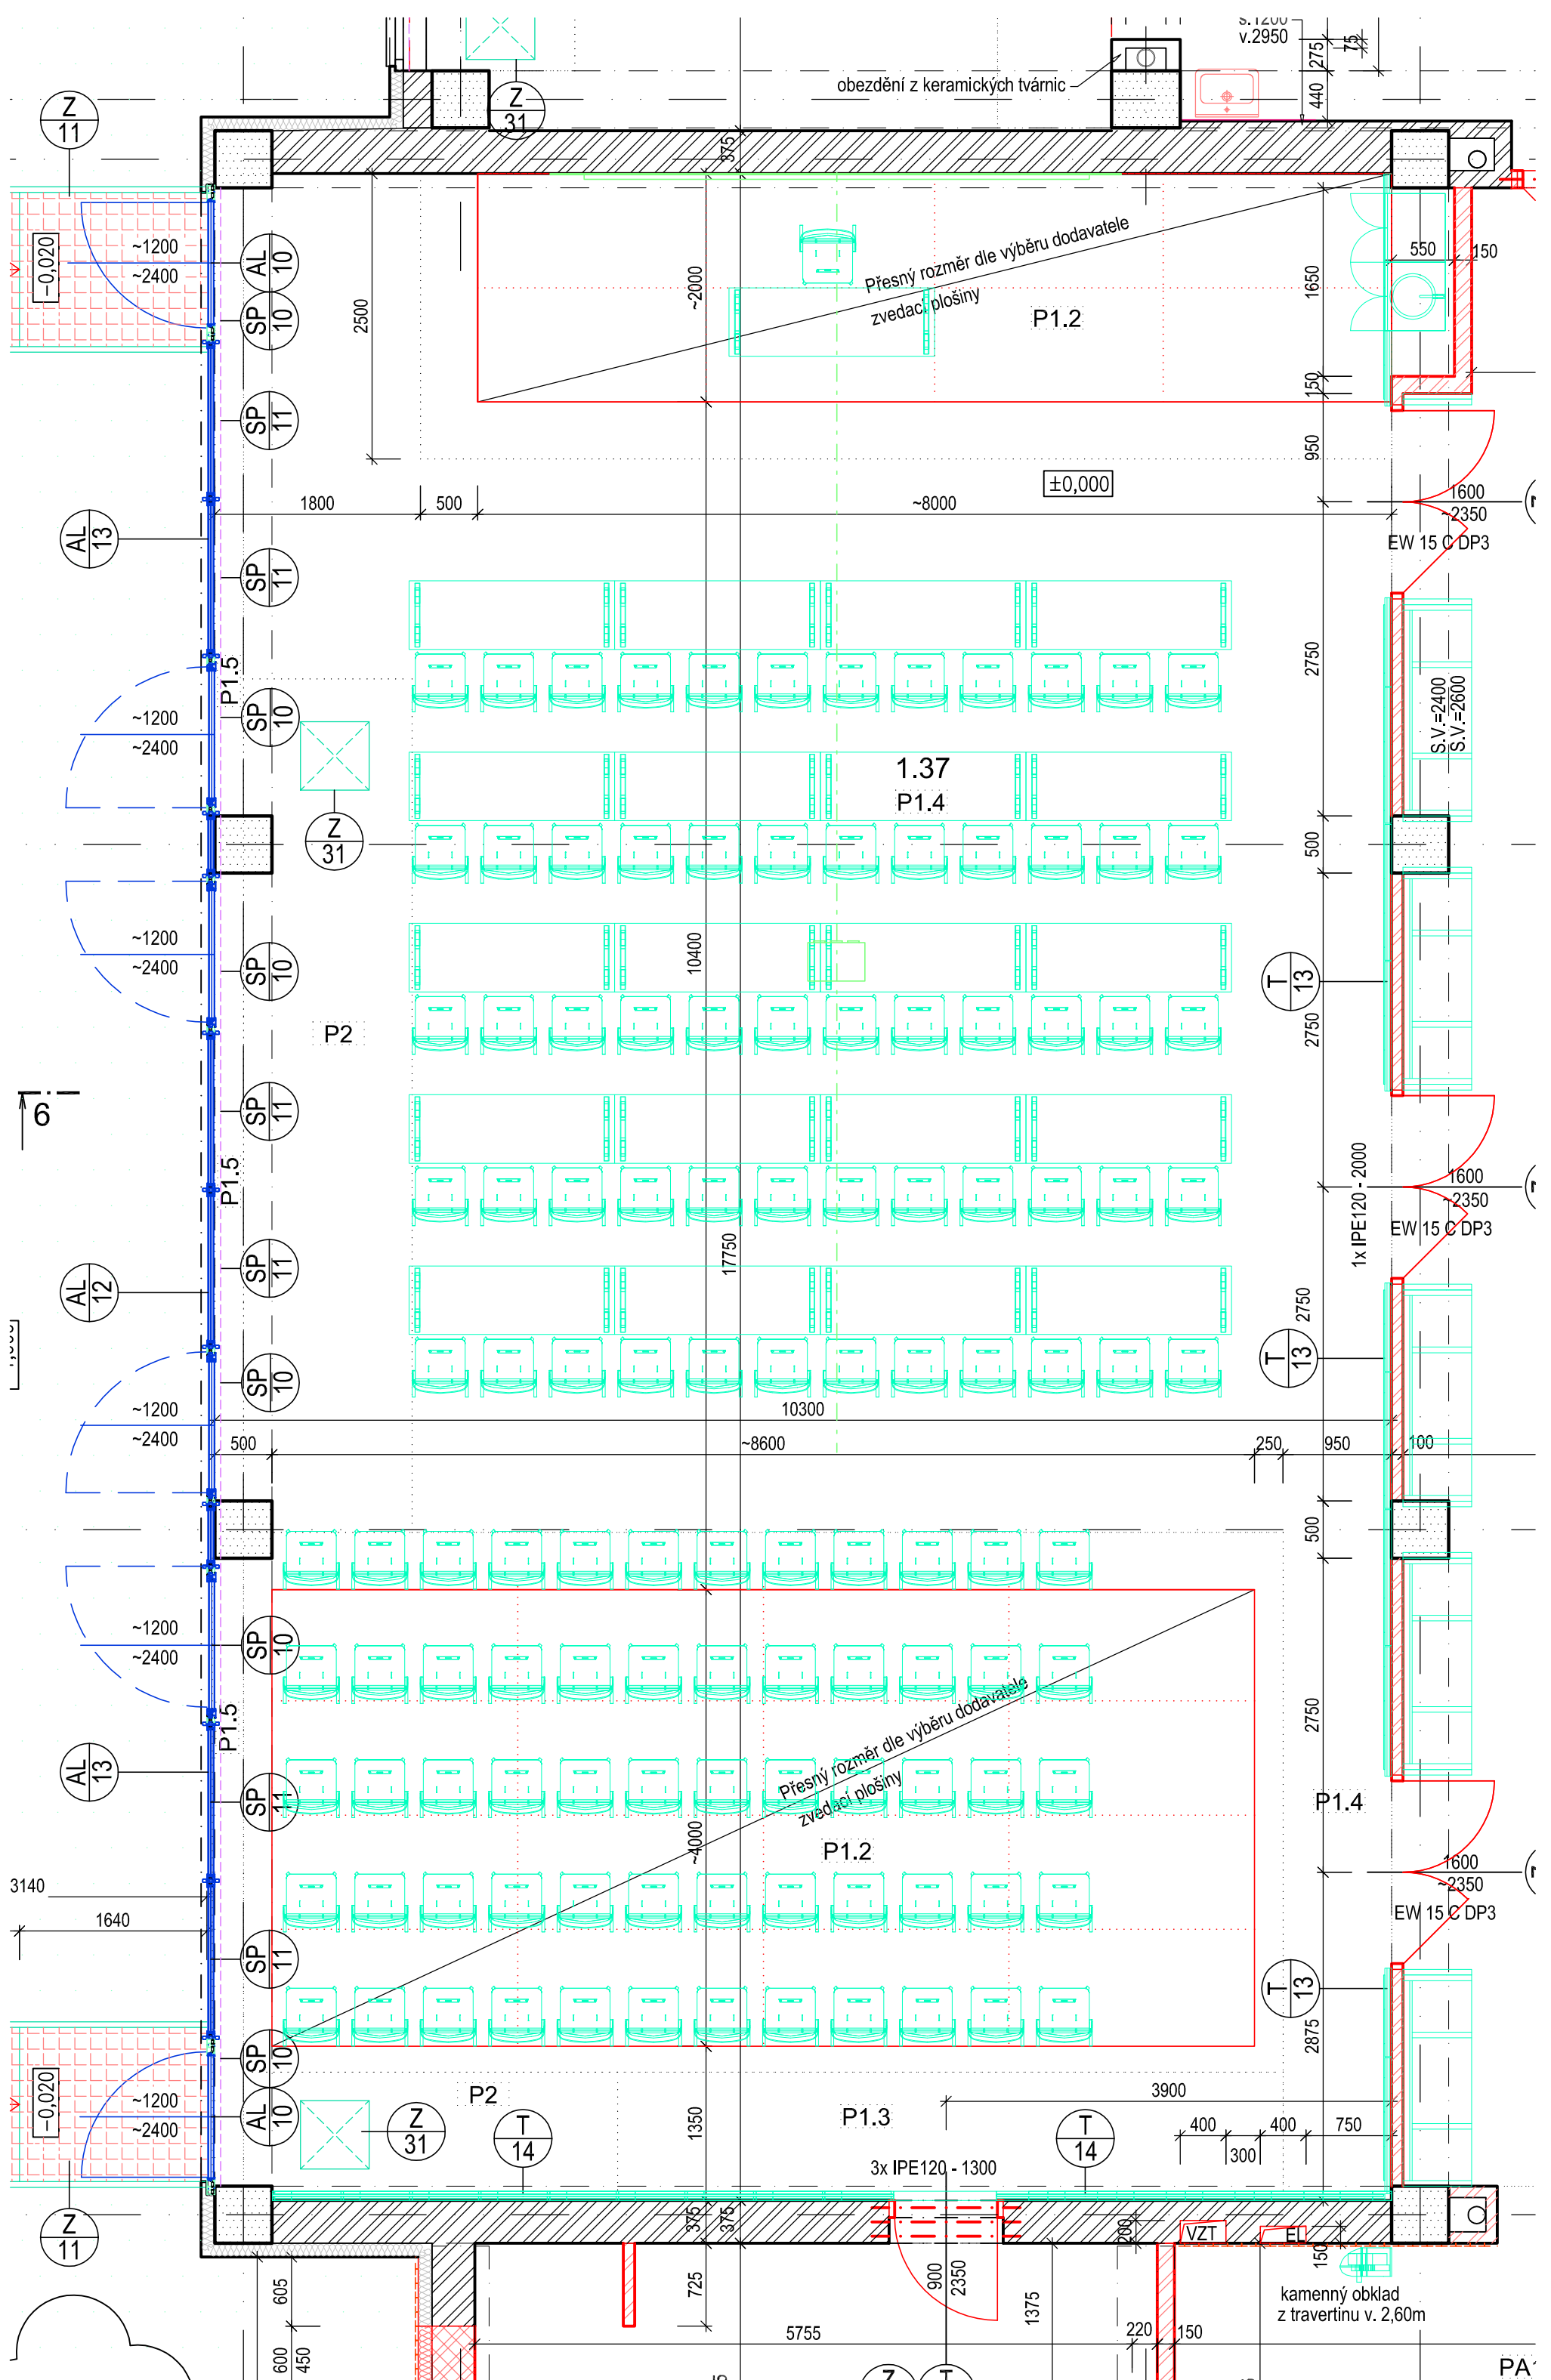 s.1200
v.2950
275
75
440
obezdění z keramických tvárnic
Z
11
Z
31
375
-0,020
~1200
~2400
AL
10
SP
10
2500
~2000
Přesný rozměr dle výběru dodavatele
zvedací plošiny
P1.2
1650
550
150
150
SP
11
950
±0,000
1800
500
~8000
1600
~2350
EW 15 C DP3
AL
13
SP
11
P1.5
2750
S.V.=2400
S.V.=2600
SP
10
~1200
~2400
1.37
P1.4
Z
31
500
~1200
~2400
SP
10
10400
T
13
2750
P2
6
SP
11
P1.5
1x IPE120 - 2000
1600
~2350
EW 15 C DP3
17750
SP
11
AL
12
2750
T
13
SP
10
~1200
~2400
10300
500
~8600
250
950
100
500
~1200
~2400
SP
10
Přesný rozměr dle výběru dodavatele
zvedací plošiny
2750
P1.5
AL
13
SP
11
P1.4
~4000
P1.2
1600
~2350
EW 15 C DP3
3140
1640
SP
11
T
13
2875
SP
10
-0,020
~1200
~2400
AL
10
P2
3900
P1.3
1350
Z
31
T
14
T
14
400
400
750
300
3x IPE120 - 1300
Z
11
375
375
200
VZT
EL
150
605
725
900
2350
1375
kamenný obklad
z travertinu v. 2,60m
600
450
5755
220
150
Z
T